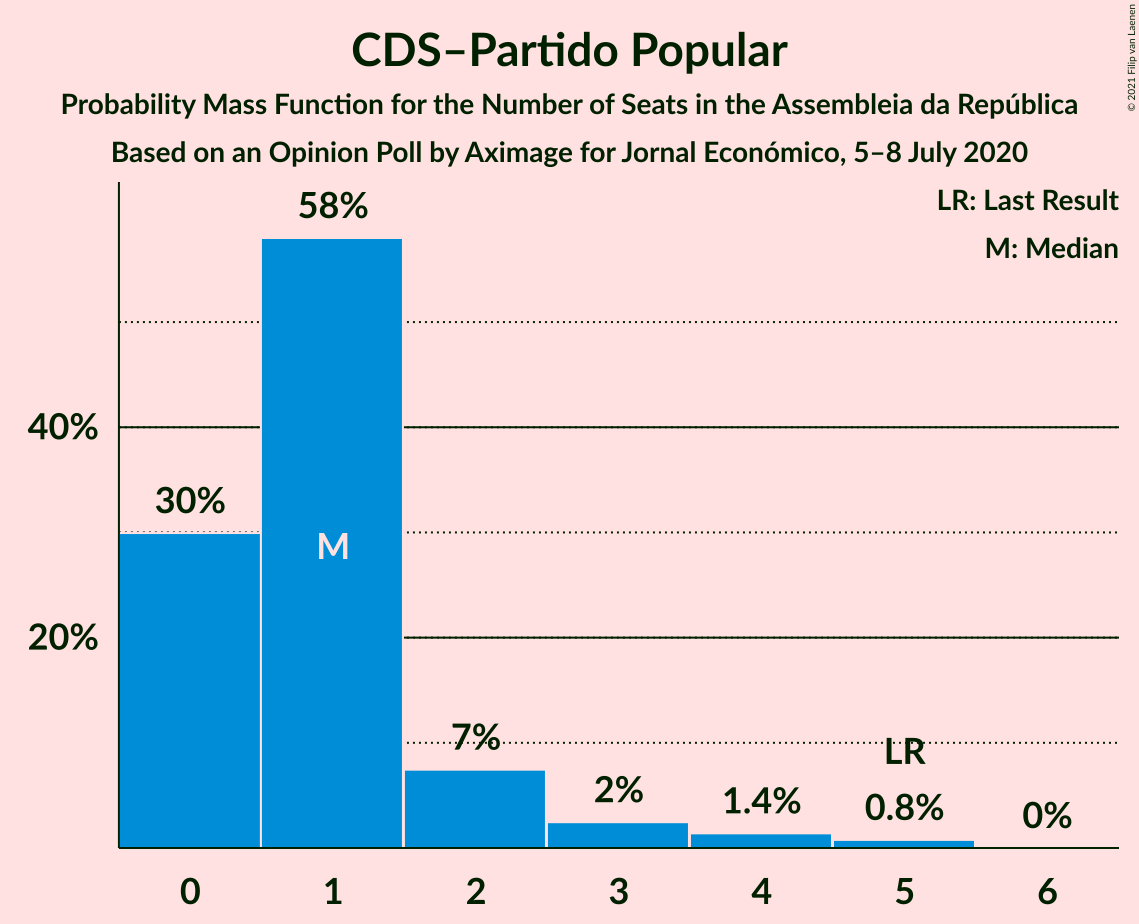 CDS–Partido Popular
Probability Mass Function for the Number of Seats in the Assembleia da República
Based on an Opinion Poll by Aximage for Jornal Económico, 5–8 July 2020
© 2021 Filip van Laenen
LR: Last Result
M: Median
58%
40%
30%
M
20%
7%
LR
2%
1.4%
0.8%
0%
0 1 2 3 4 5 6